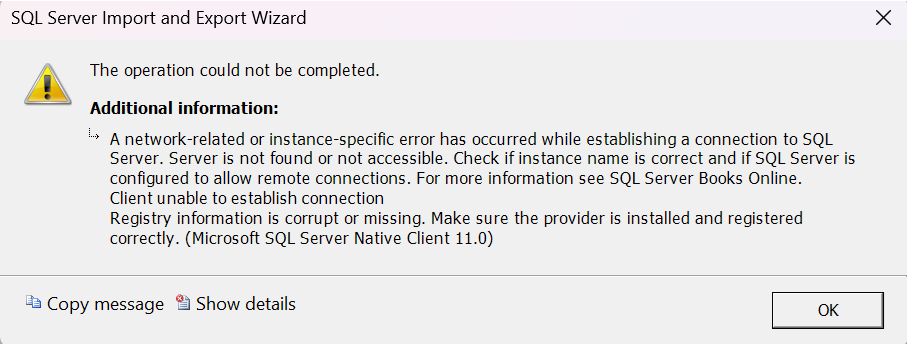 SQL Server Import and Export Wizard
The operation could not be completed.
Additional information:
A network-related or instance-specific error has occurred while establishing a connection to SQL
Server. Server is not found or not accessible. Check if instance name is correct and if SQL Server is
configured to allow remote connections. For more information see SQL Server Books Online.
Client unable to establish connection
Registry information is corrupt or missing. Make sure the provider is installed and registered
correctly. (Microsoft SQL Server Native Client 11.0)
Copy message Show details
OK